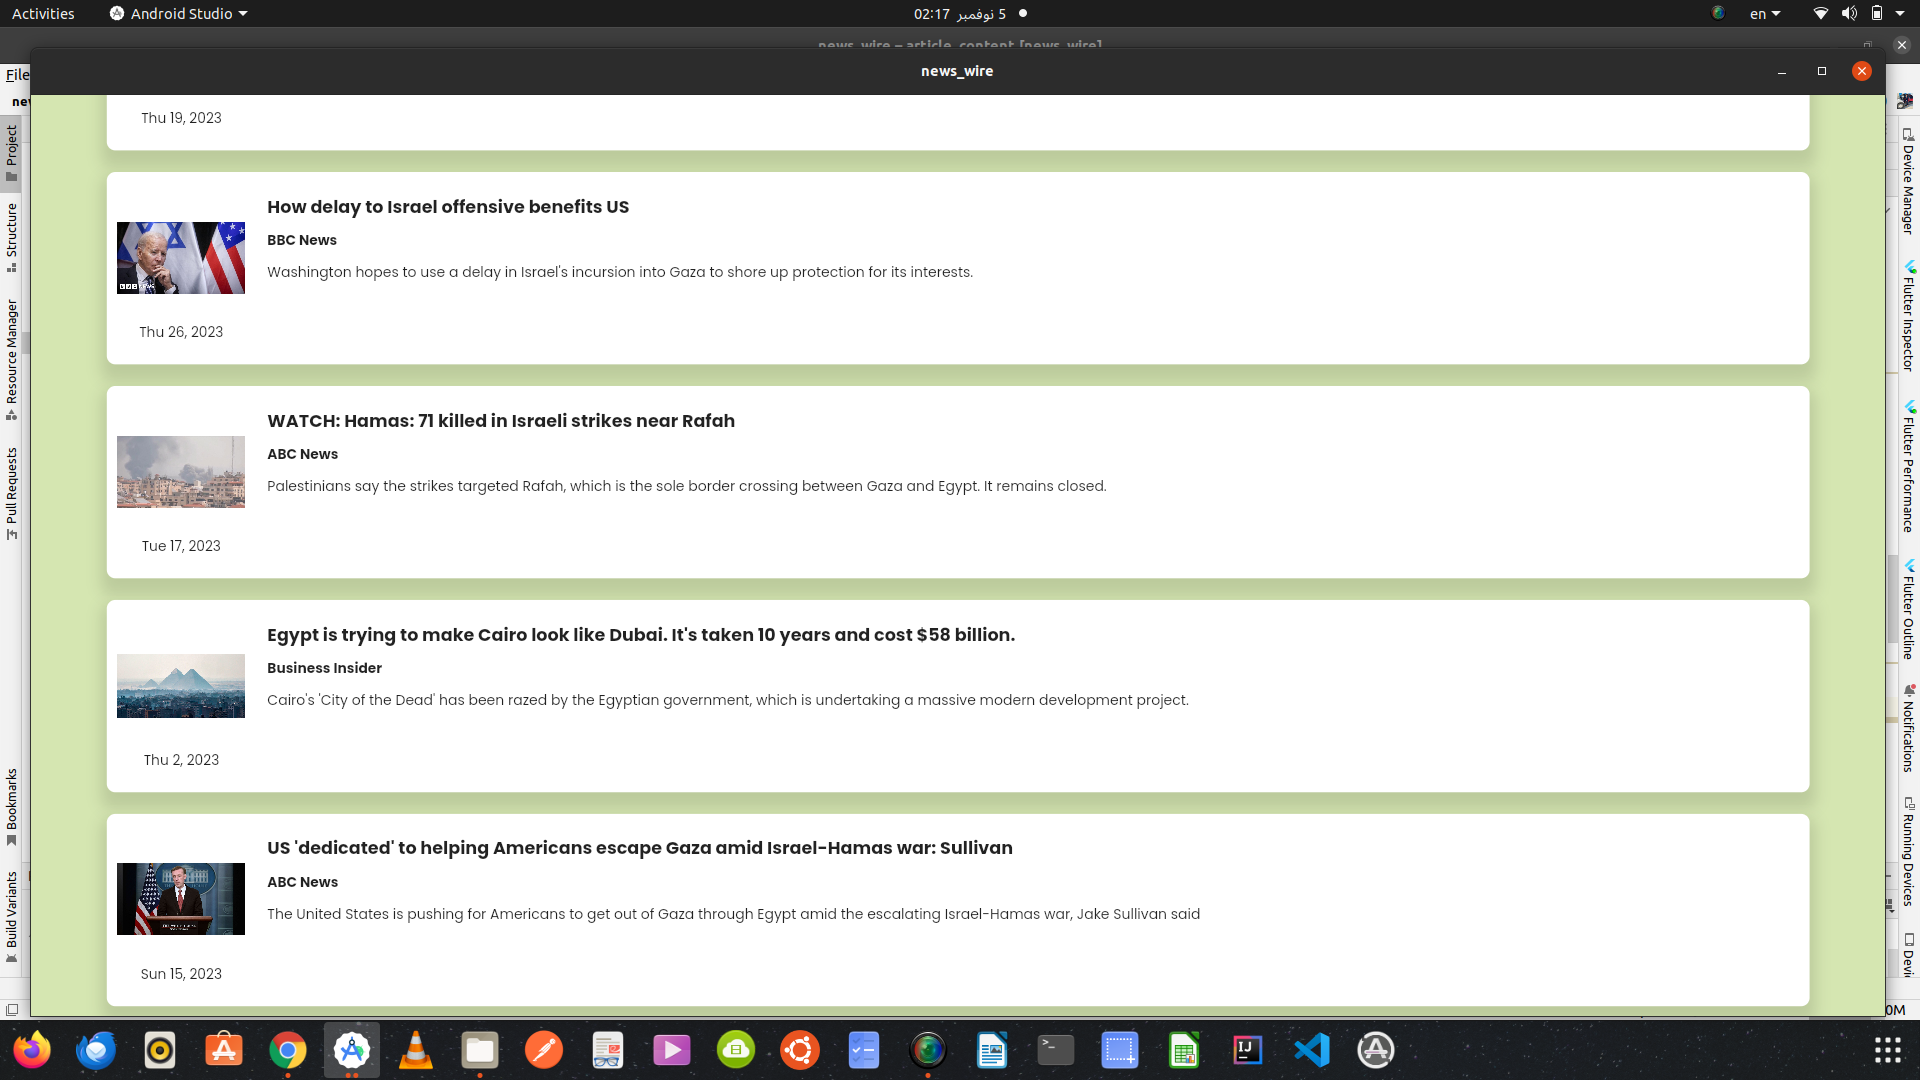 Activities
Android Studio
02:17 5 نوفمبر
en
news_wire – article_content [news_wire]
File
news_wire
Project
Structure
Resource Manager
Pull Requests
Bookmarks
Build Variants
Device Manager
Flutter Inspector
Flutter Performance
Flutter Outline
Notifications
Running Devices
Thu 19, 2023
How delay to Israel offensive benefits US
BBC News
Washington hopes to use a delay in Israel's incursion into Gaza to shore up protection for its interests.
Thu 26, 2023
WATCH: Hamas: 71 killed in Israeli strikes near Rafah
ABC News
Palestinians say the strikes targeted Rafah, which is the sole border crossing between Gaza and Egypt. It remains closed.
Tue 17, 2023
Egypt is trying to make Cairo look like Dubai. It's taken 10 years and cost $58 billion.
Business Insider
Cairo's 'City of the Dead' has been razed by the Egyptian government, which is undertaking a massive modern development project.
Thu 2, 2023
US 'dedicated' to helping Americans escape Gaza amid Israel-Hamas war: Sullivan
ABC News
The United States is pushing for Americans to get out of Gaza through Egypt amid the escalating Israel-Hamas war, Jake Sullivan said
Sun 15, 2023